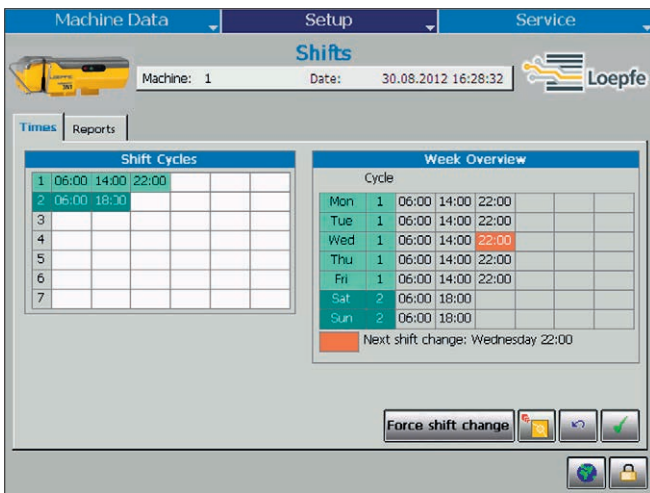 Machine Data Setup Service
Shifts
Machine: 1 Date: 30.08.2012 16:28:32 Loepfe
Times Reports
Shift Cycles
1 06:00 14:00 22:00
2 06:00 18:00
3
4
5
6
7
Week Overview
Cycle
Mon 1 06:00 14:00 22:00
Tue 1 06:00 14:00 22:00
Wed 1 06:00 14:00 22:00
Thu 1 06:00 14:00 22:00
Fri 1 06:00 14:00 22:00
Sat 2 06:00 18:00
Sun 2 06:00 18:00
Next shift change: Wednesday 22:00
Force shift change